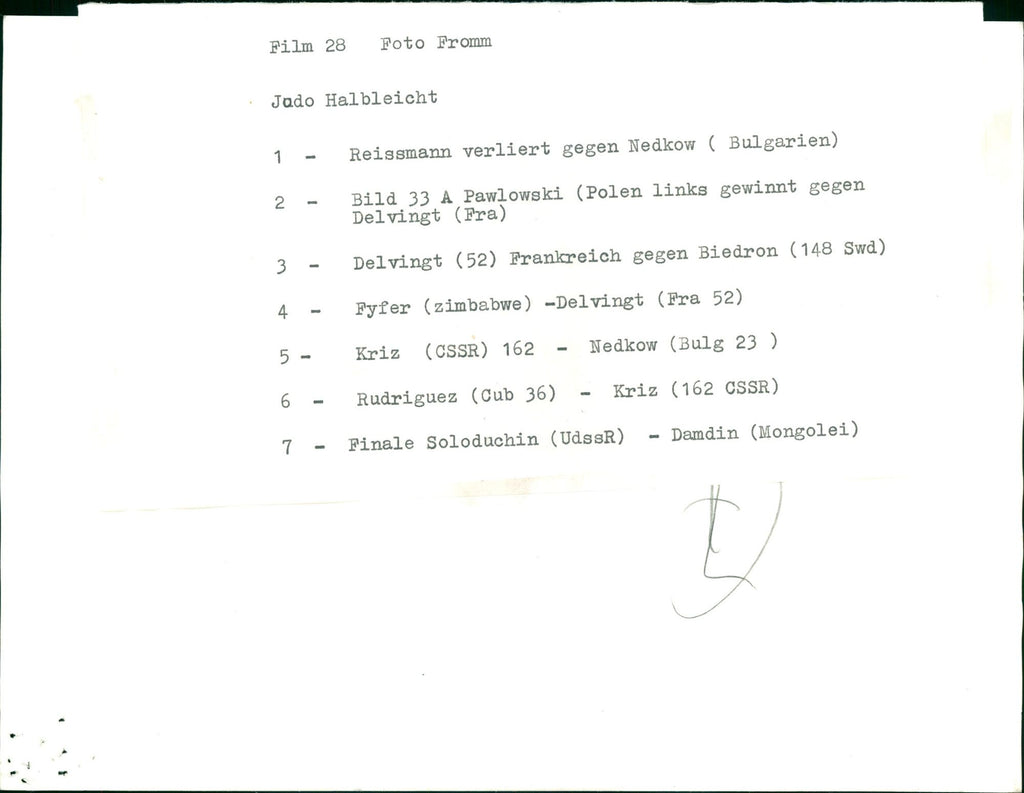 Film 28 Foto Fromm
Judo Halbleicht
1 - Reissmann verliert gegen Nedkow ( Bulgarien)
2 - Bild 33 A Pawlowski (Polen links gewinnt gegen
Delvingt (Fra)
3 - Delvingt (52) Frankreich gegen Biedron (148 Swd)
4 - Fyfer (zimbabwe) -Delvingt (Fra 52)
5 - Kriz (CSSR) 162 - Nedkow (Bulg 23 )
6 - Rudriguez (Cub 36) - Kriz (162 CSSR)
7 - Finale Soloduchin (UdssR) - Damdin (Mongolei)